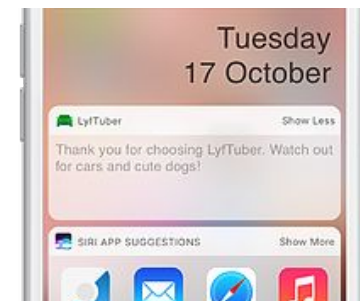 Tuesday
17 October
LyfTuber Show Less
Thank you for choosing LyfTuber. Watch out
for cars and cute dogs!
SIRI APP SUGGESTIONS Show More